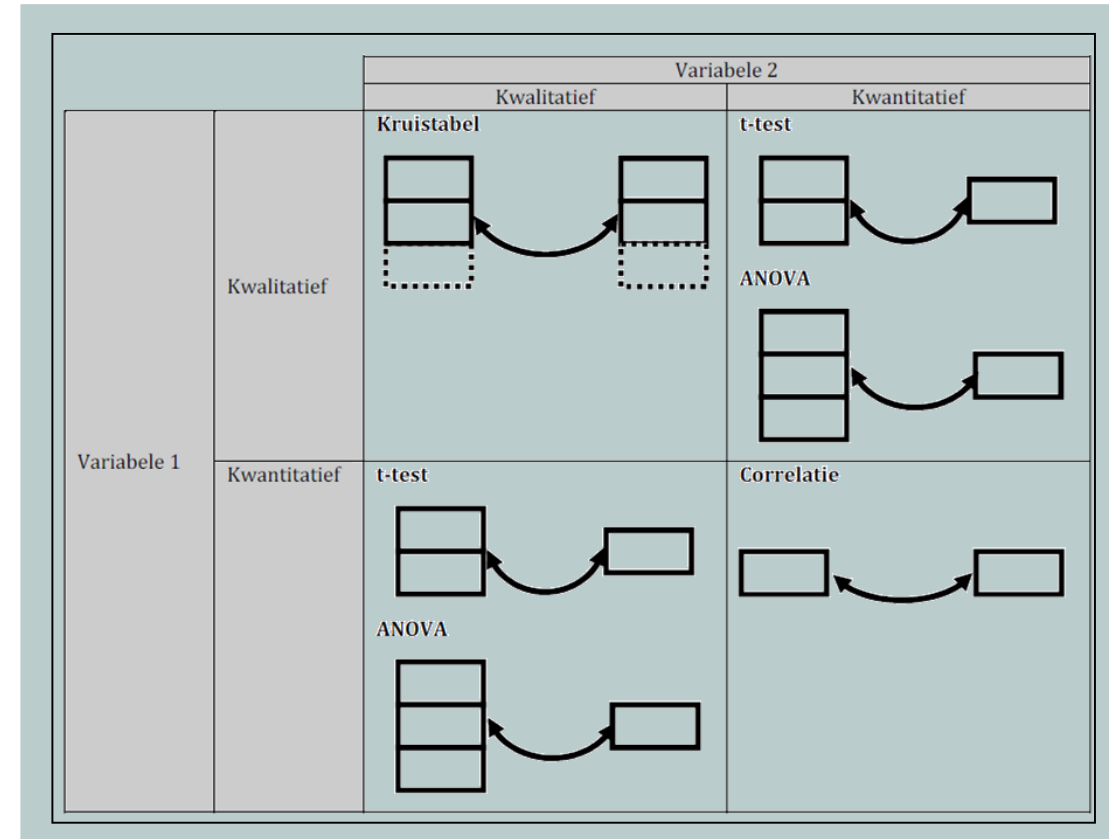 Variabele 2
Kwalitatief
Kwantitatief
Kruistabel
t-test
ANOVA
Kwalitatief
Variabele 1
Kwantitatief
t-test
Correlatie
ANOVA